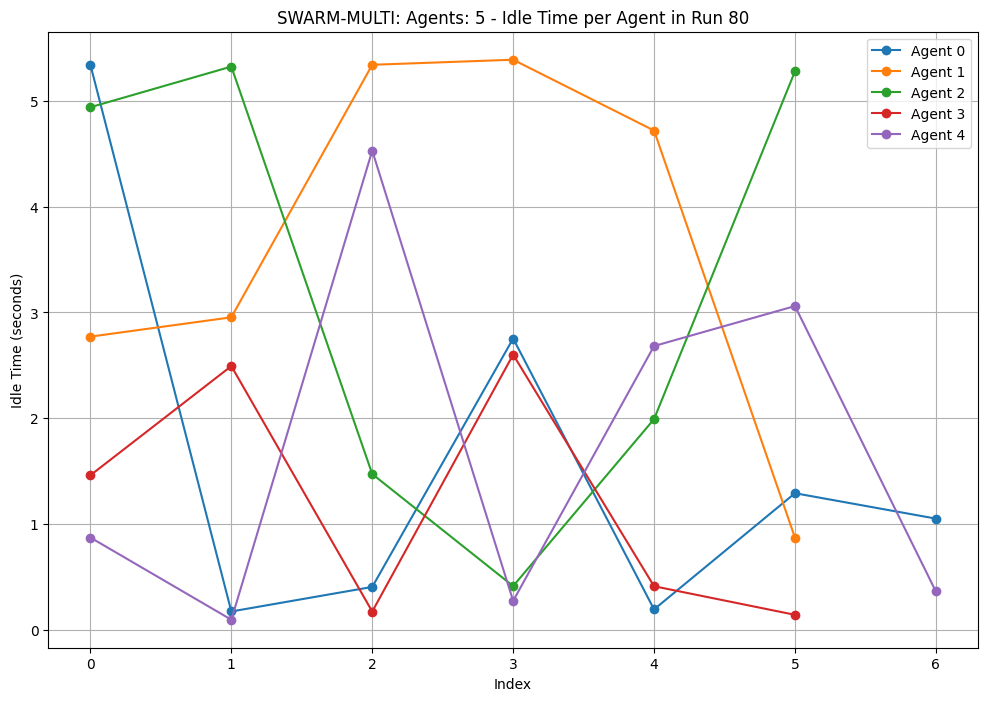 SWARM-MULTI: Agents: 5 - Idle Time per Agent in Run 80
Agent 0
Agent 1
Agent 2
Agent 3
Agent 4
Idle Time (seconds)
5
4
3
2
1
0
0 1 2 3 4 5 6
Index